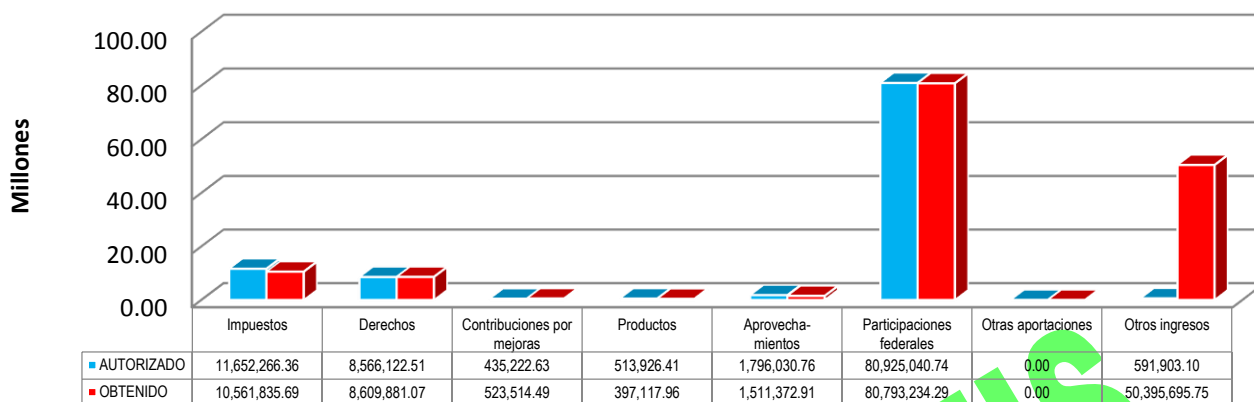 Millones
100.00
80.00
60.00
40.00
20.00
0.00
Impuestos Derechos Contribuciones por mejoras Productos Aprovecha-mientos Participaciones federales Otras aportaciones Otros ingresos
AUTORIZADO 11,652,266.36 8,566,122.51 435,222.63 513,926.41 1,796,030.76 80,925,040.74 0.00 591,903.10
OBTENIDO 10,561,835.69 8,609,881.07 523,514.49 397,117.96 1,511,372.91 80,793,234.29 0.00 50,395,695.75